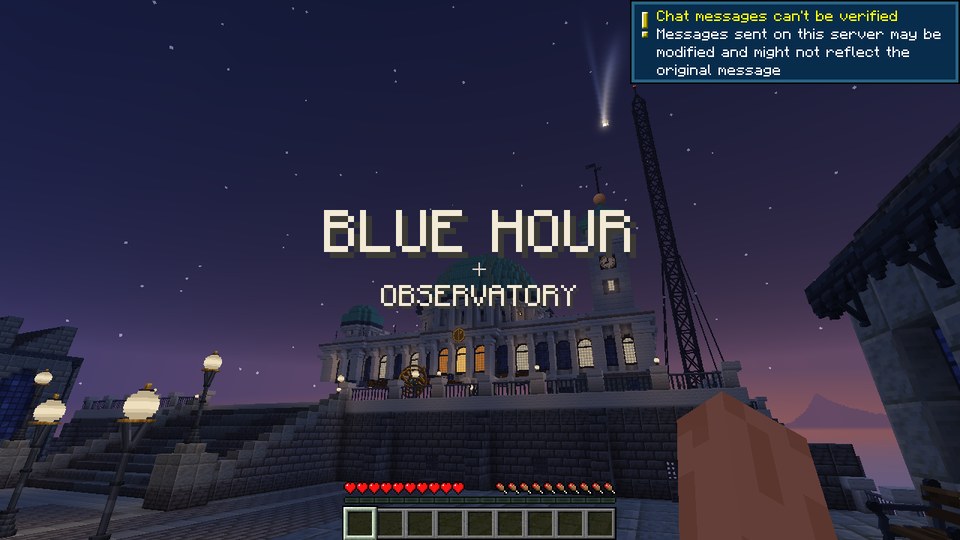 Chat messages can't be verified
Messages sent on this server may be
modified and might not reflect the
original message
BLUE HOUR
OBSERVATORY